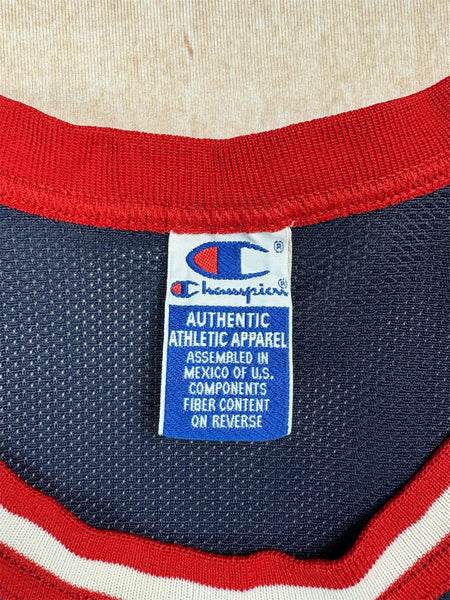 Champion®
AUTHENTIC
ATHLETIC APPAREL
ASSEMBLED IN
MEXICO OF U.S.
COMPONENTS
FIBER CONTENT
ON REVERSE